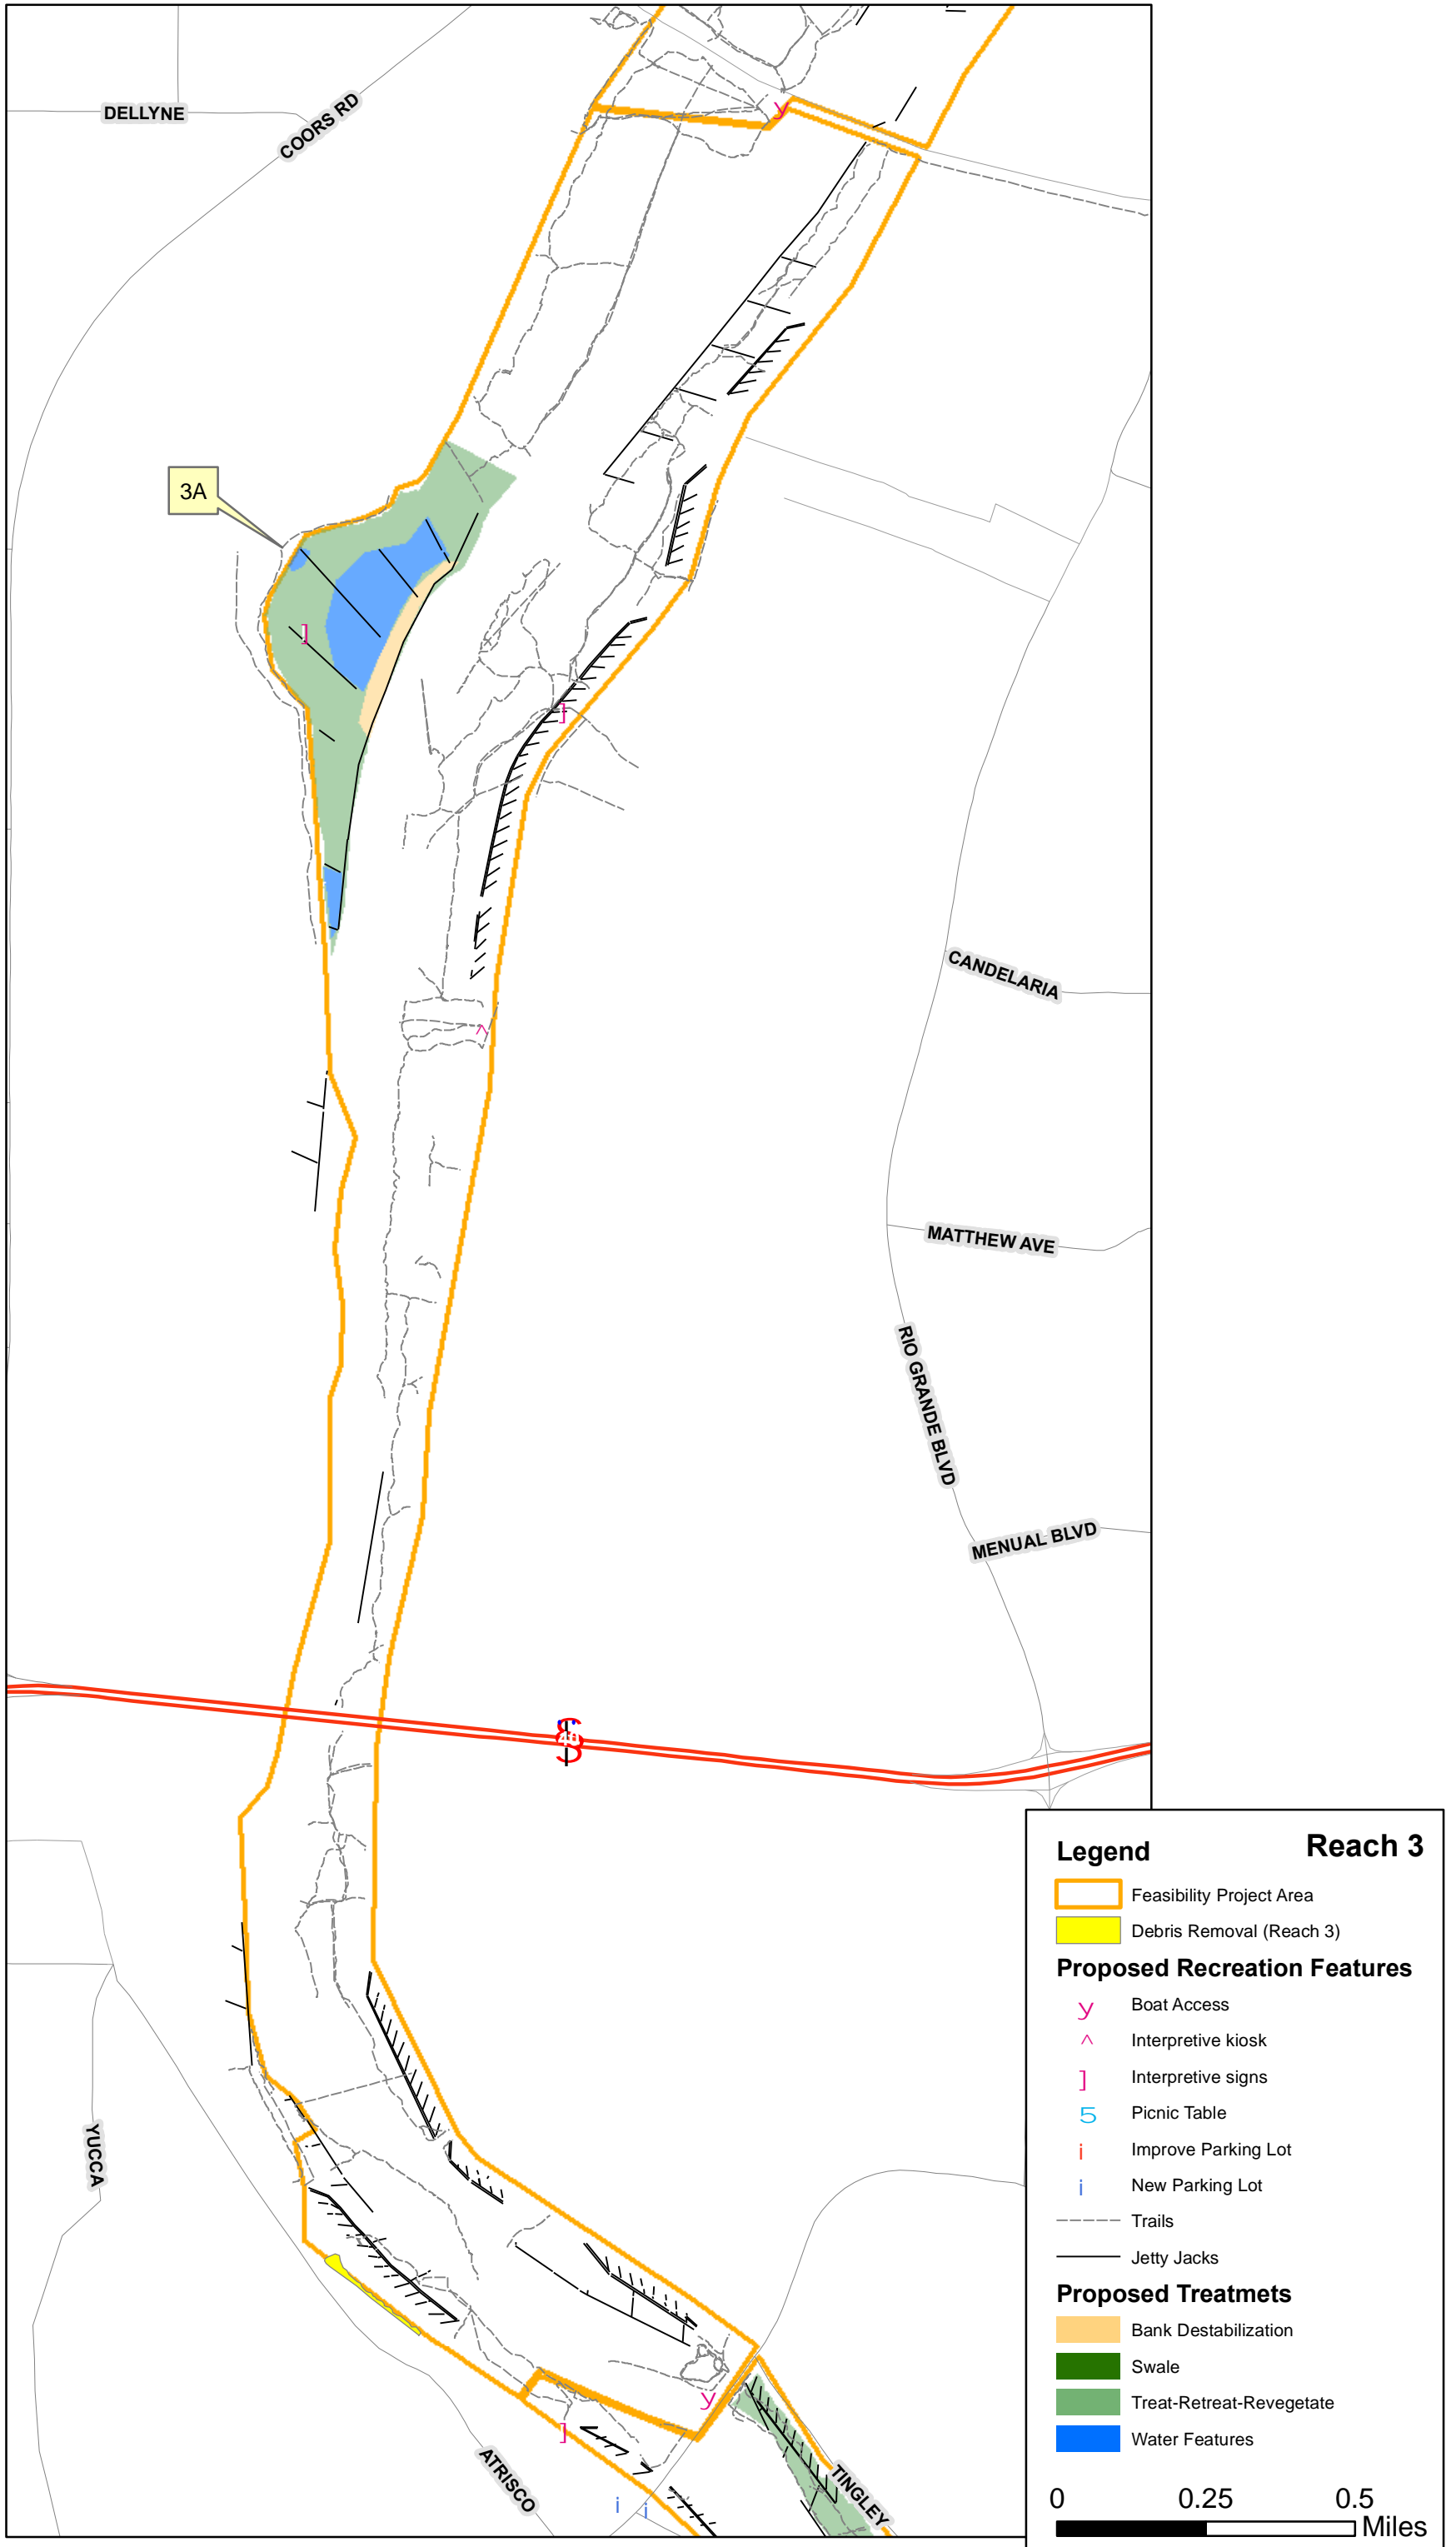 DELLYNE
COORS RD
y
3A
]
]
CANDELARIA
^
MATTHEW AVE
RIO GRANDE BLVD
MENUAL BLVD
40
YUCCA
y
]
ATRISCO
TINGLEY
i i
Legend Reach 3
Feasibility Project Area
Debris Removal (Reach 3)
Proposed Recreation Features
y Boat Access
^ Interpretive kiosk
] Interpretive signs
5 Picnic Table
i Improve Parking Lot
i New Parking Lot
Trails
Jetty Jacks
Proposed Treatmets
Bank Destabilization
Swale
Treat-Retreat-Revegetate
Water Features
0 0.25 0.5
Miles